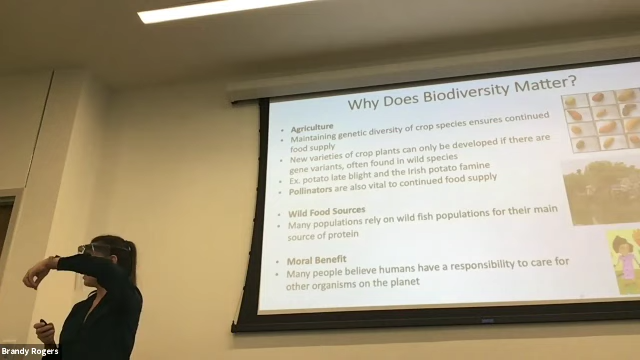 Why Does Biodiversity Matter?
• Agriculture
• Maintaining genetic diversity of crop species ensures continued
food supply
• New varieties of crop plants can only be developed if there are
gene variants, often found in wild species
• Ex. potato late blight and the Irish potato famine
• Pollinators are also vital to continued food supply
• Wild Food Sources
• Many populations rely on wild fish populations for their main
source of protein
• Moral Benefit
• Many people believe humans have a responsibility to care for
other organisms on the planet
Brandy Rogers